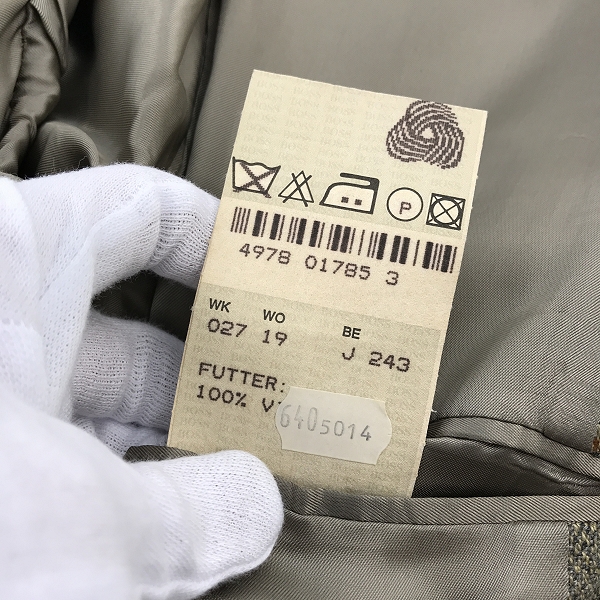 P
4978 01785 3
WK WO BE
027 19 J 243
FUTTER:
100% V
6405014